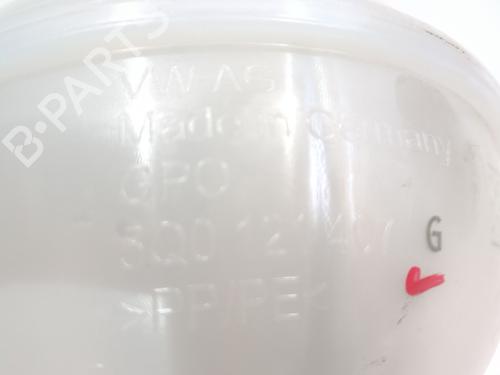 B-PARTS
VW-AG
Made in Germany
GPO
5Q0 121 407 G
>PP/PE<